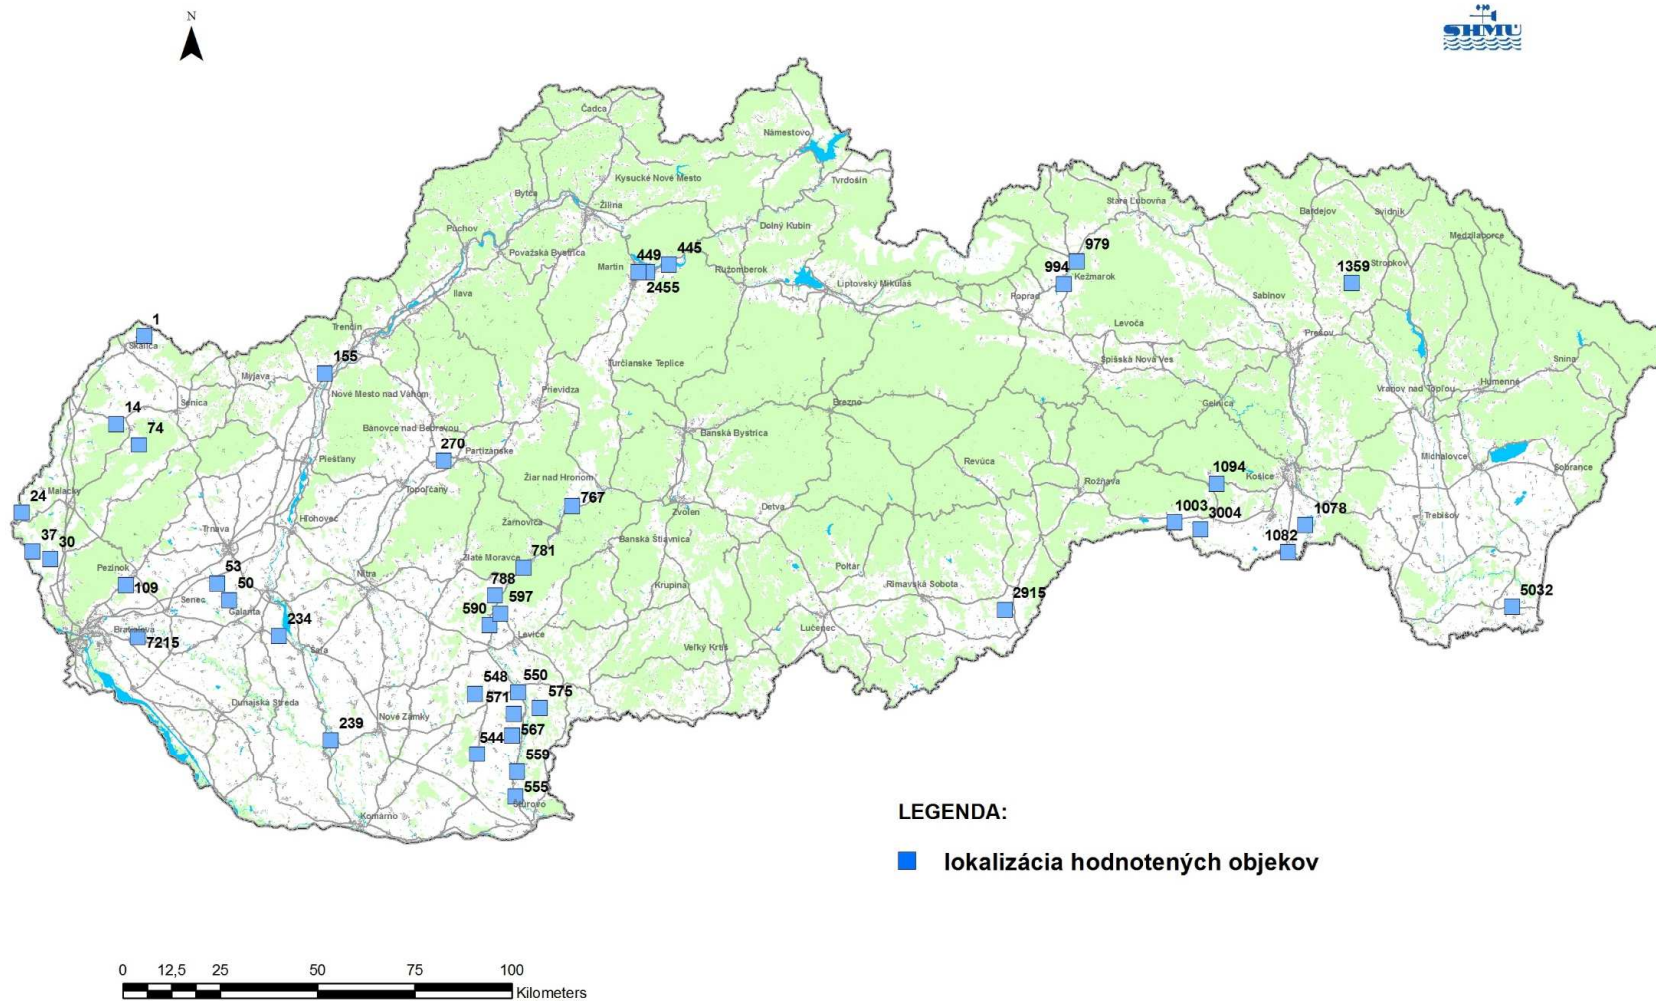 N
SHMÚ
Čadca
Námestovo
Kysucké Nové Mesto
Tvrdošín
Bytča
Žilina
Stará Ľubovňa
Bardejov
Svidník
Púchov
Dolný Kubín
Medzilaborce
Považská Bystrica
449
445
979
Martin
2455
Ružomberok
Stropkov
994
Kežmarok
1359
Liptovský Mikuláš
Ilava
Poprad
Sabinov
1
Trenčín
Levoča
Skalica
Prešov
155
Turčianske Teplice
Spišská Nová Ves
Snina
Myjava
Nové Mesto nad Váhom
Prievidza
Vranov nad Topľou
Humenné
14
Senica
Brezno
Gelnica
74
Bánovce nad Bebravou
Banská Bystrica
270
Partizánske
Piešťany
Revúca
Michalovce
Sobrance
1094
Malacky
Topoľčany
Žiar nad Hronom
Rožňava
Košice
24
767
Zvolen
Detva
1003
3004
1078
Trebišov
Trnava
Hlohovec
Žarnovica
37
30
Banská Štiavnica
1082
Pezinok
53
Zlaté Moravce
781
Nitra
Poltár
109
50
788
Krupina
Rimavská Sobota
Senec
Galanta
590
597
2915
5032
Bratislava
7215
234
Levice
Lučenec
Šaľa
Veľký Krtíš
548
550
575
Dunajská Streda
571
239
Nové Zámky
544
567
559
555
Štúrovo
Komárno
LEGENDA:
lokalizácia hodnotených objekov
0 12,5 25 50 75 100
Kilometers